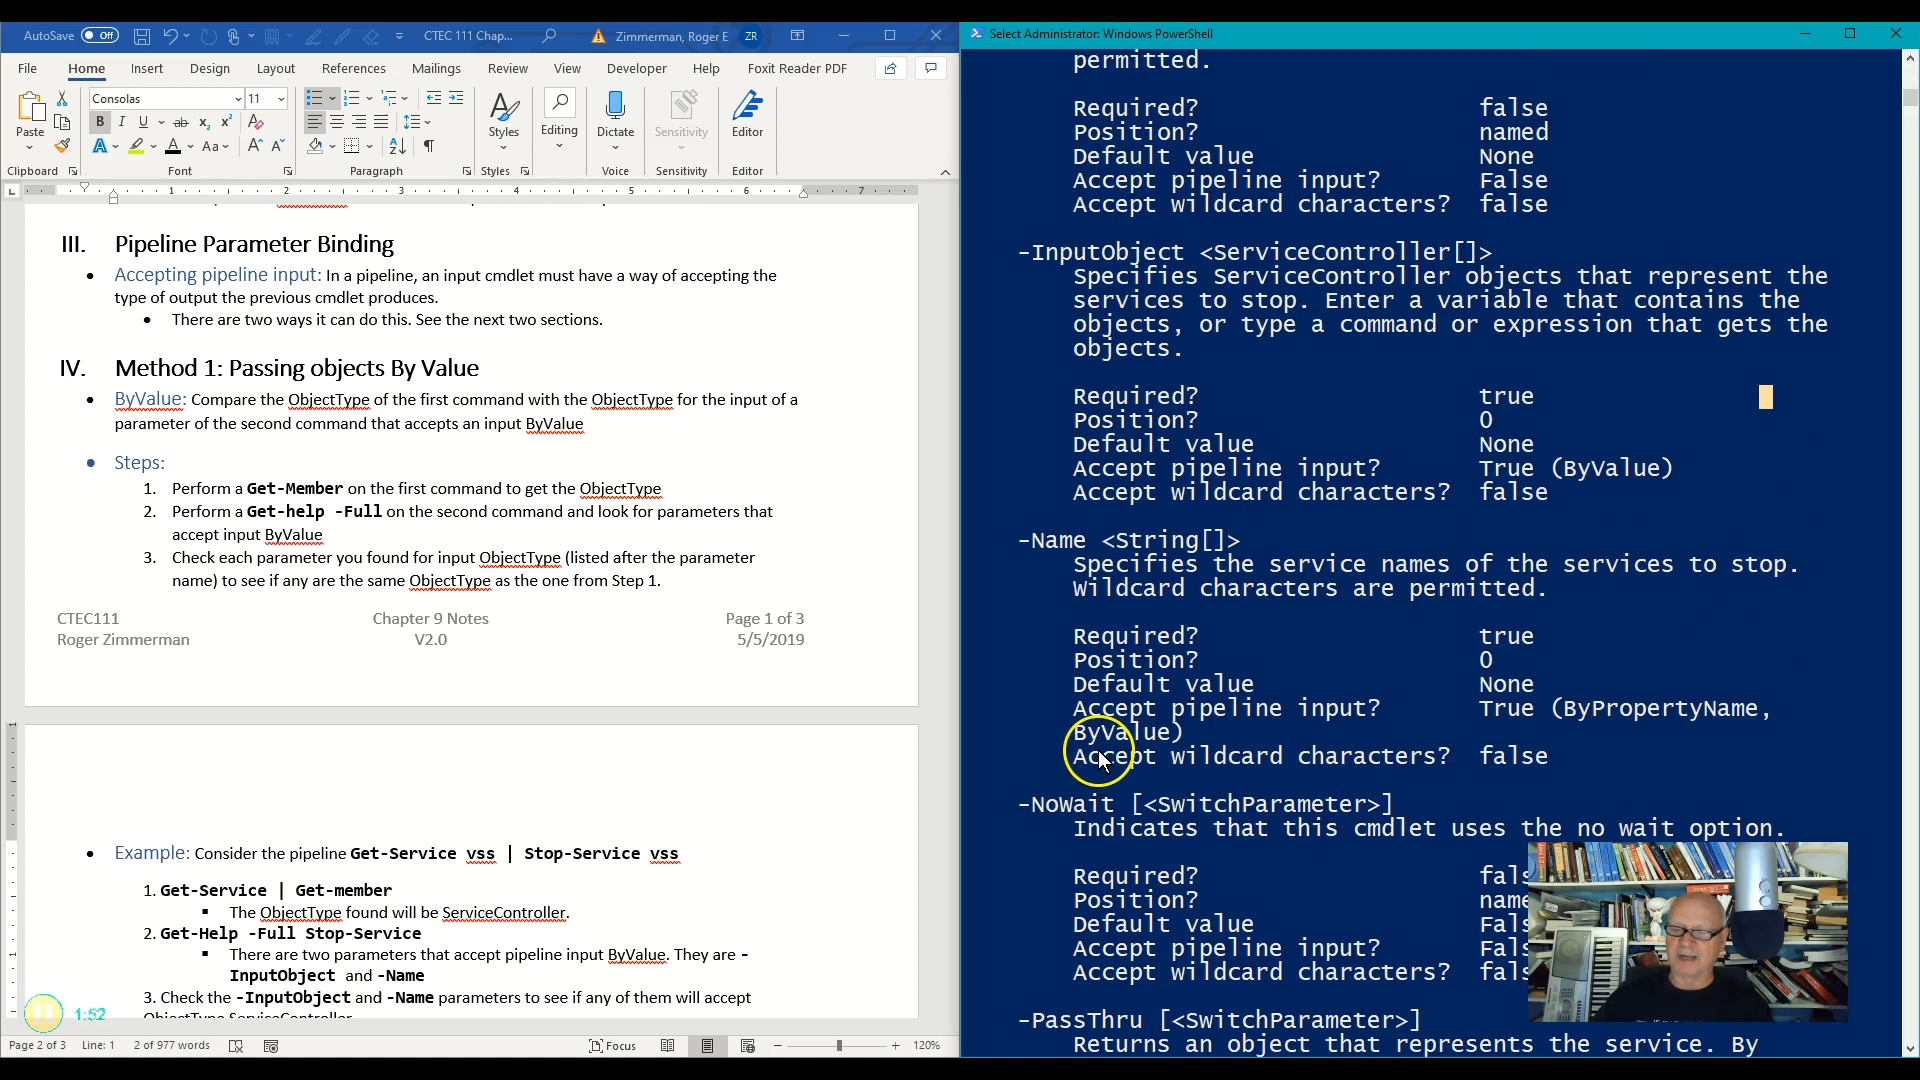 AutoSave Off CTEC 111 Chap... Zimmerman, Roger E ZR
File Home Insert Design Layout References Mailings Review View Developer Help Foxit Reader PDF
Consolas 11
Paste Styles Editing Dictate Sensitivity Editor
Clipboard Font Paragraph Styles Voice Sensitivity Editor
1 2 3 4 5 6 7
III. Pipeline Parameter Binding
• Accepting pipeline input: In a pipeline, an input cmdlet must have a way of accepting the
type of output the previous cmdlet produces.
• There are two ways it can do this. See the next two sections.
IV. Method 1: Passing objects By Value
• ByValue: Compare the ObjectType of the first command with the ObjectType for the input of a
parameter of the second command that accepts an input ByValue
• Steps:
1. Perform a Get-Member on the first command to get the ObjectType
2. Perform a Get-help -Full on the second command and look for parameters that
accept input ByValue
3. Check each parameter you found for input ObjectType (listed after the parameter
name) to see if any are the same ObjectType as the one from Step 1.
CTEC111 Chapter 9 Notes Page 1 of 3
Roger Zimmerman V2.0 5/5/2019
• Example: Consider the pipeline Get-Service vss | Stop-Service vss
1. Get-Service | Get-member
▪ The ObjectType found will be ServiceController.
2. Get-Help -Full Stop-Service
▪ There are two parameters that accept pipeline input ByValue. They are -
InputObject and -Name
3. Check the -InputObject and -Name parameters to see if any of them will accept
ObjectType ServiceController
1:52
Page 2 of 3 Line: 1 2 of 977 words Focus 120%
Select Administrator: Windows PowerShell
permitted.
Required? false
Position? named
Default value None
Accept pipeline input? False
Accept wildcard characters? false
-InputObject <ServiceController[]>
Specifies ServiceController objects that represent the
services to stop. Enter a variable that contains the
objects, or type a command or expression that gets the
objects.
Required? true
Position? 0
Default value None
Accept pipeline input? True (ByValue)
Accept wildcard characters? false
-Name <String[]>
Specifies the service names of the services to stop.
Wildcard characters are permitted.
Required? true
Position? 0
Default value None
Accept pipeline input? True (ByPropertyName,
ByValue)
Accept wildcard characters? false
-NoWait [<SwitchParameter>]
Indicates that this cmdlet uses the no wait option.
Required? fals
Position? name
Default value Fals
Accept pipeline input? Fals
Accept wildcard characters? fals
-PassThru [<SwitchParameter>]
Returns an object that represents the service. By